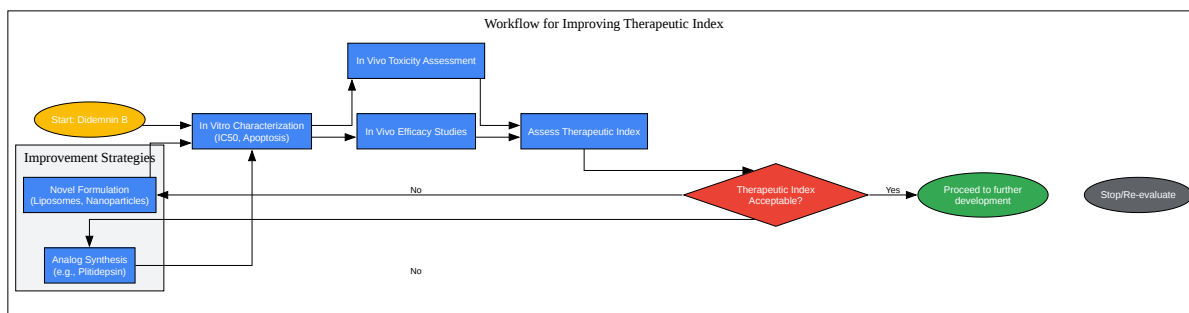 Workflow for Improving Therapeutic Index
In Vivo Toxicity Assessment
Start: Didemnin B
In Vitro Characterization
(IC50, Apoptosis)
In Vivo Efficacy Studies
Assess Therapeutic Index
Improvement Strategies
Novel Formulation
(Liposomes, Nanoparticles)
No
Therapeutic Index
Acceptable?
Yes
Proceed to further
development
Stop/Re-evaluate
Analog Synthesis
(e.g., Plitidepsin)
No